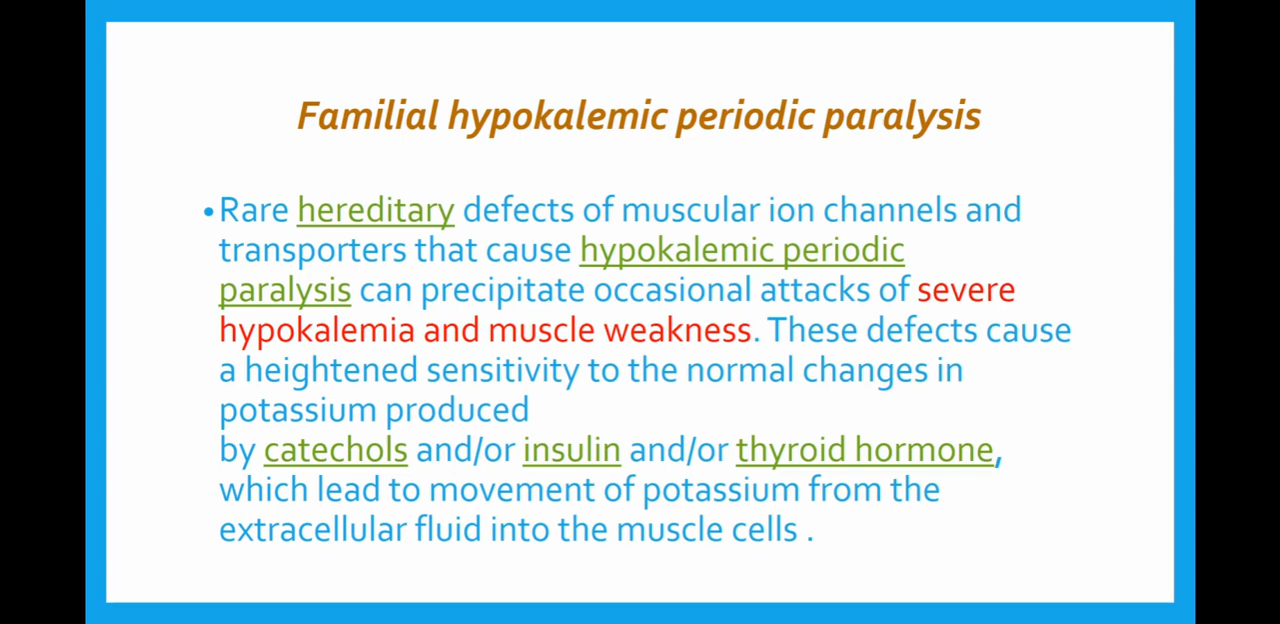 Familial hypokalemic periodic paralysis
•Rare hereditary defects of muscular ion channels and
transporters that cause hypokalemic periodic
paralysis can precipitate occasional attacks of severe
hypokalemia and muscle weakness. These defects cause
a heightened sensitivity to the normal changes in
potassium produced
by catechols and/or insulin and/or thyroid hormone,
which lead to movement of potassium from the
extracellular fluid into the muscle cells .